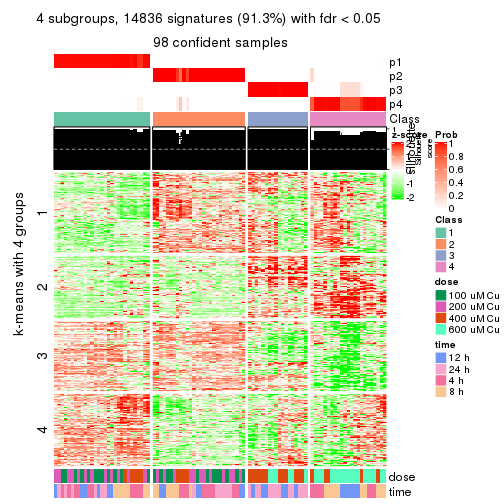 4 subgroups, 14836 signatures (91.3%) with fdr < 0.05
98 confident samples
p1
p2
p3
p4
Class
1
Silhouette
score
z-score
2
-1
-2
Prob
1
0.8
0.6
0.4
0.2
0
Class
1
2
3
4
dose
100 uM Cu
200 uM Cu
400 uM Cu
600 uM Cu
time
12 h
24 h
4 h
8 h
k-means with 4 groups
1
2
3
4
dose
time